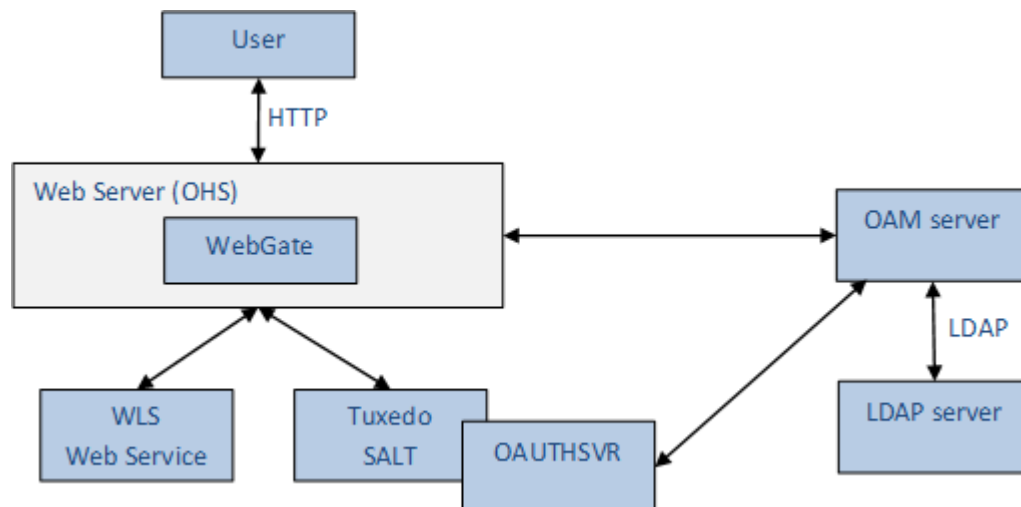 User
HTTP
Web Server (OHS)
WebGate
OAM server
LDAP
WLS
Web Service
Tuxedo
SALT
OAUTHSVR
LDAP server